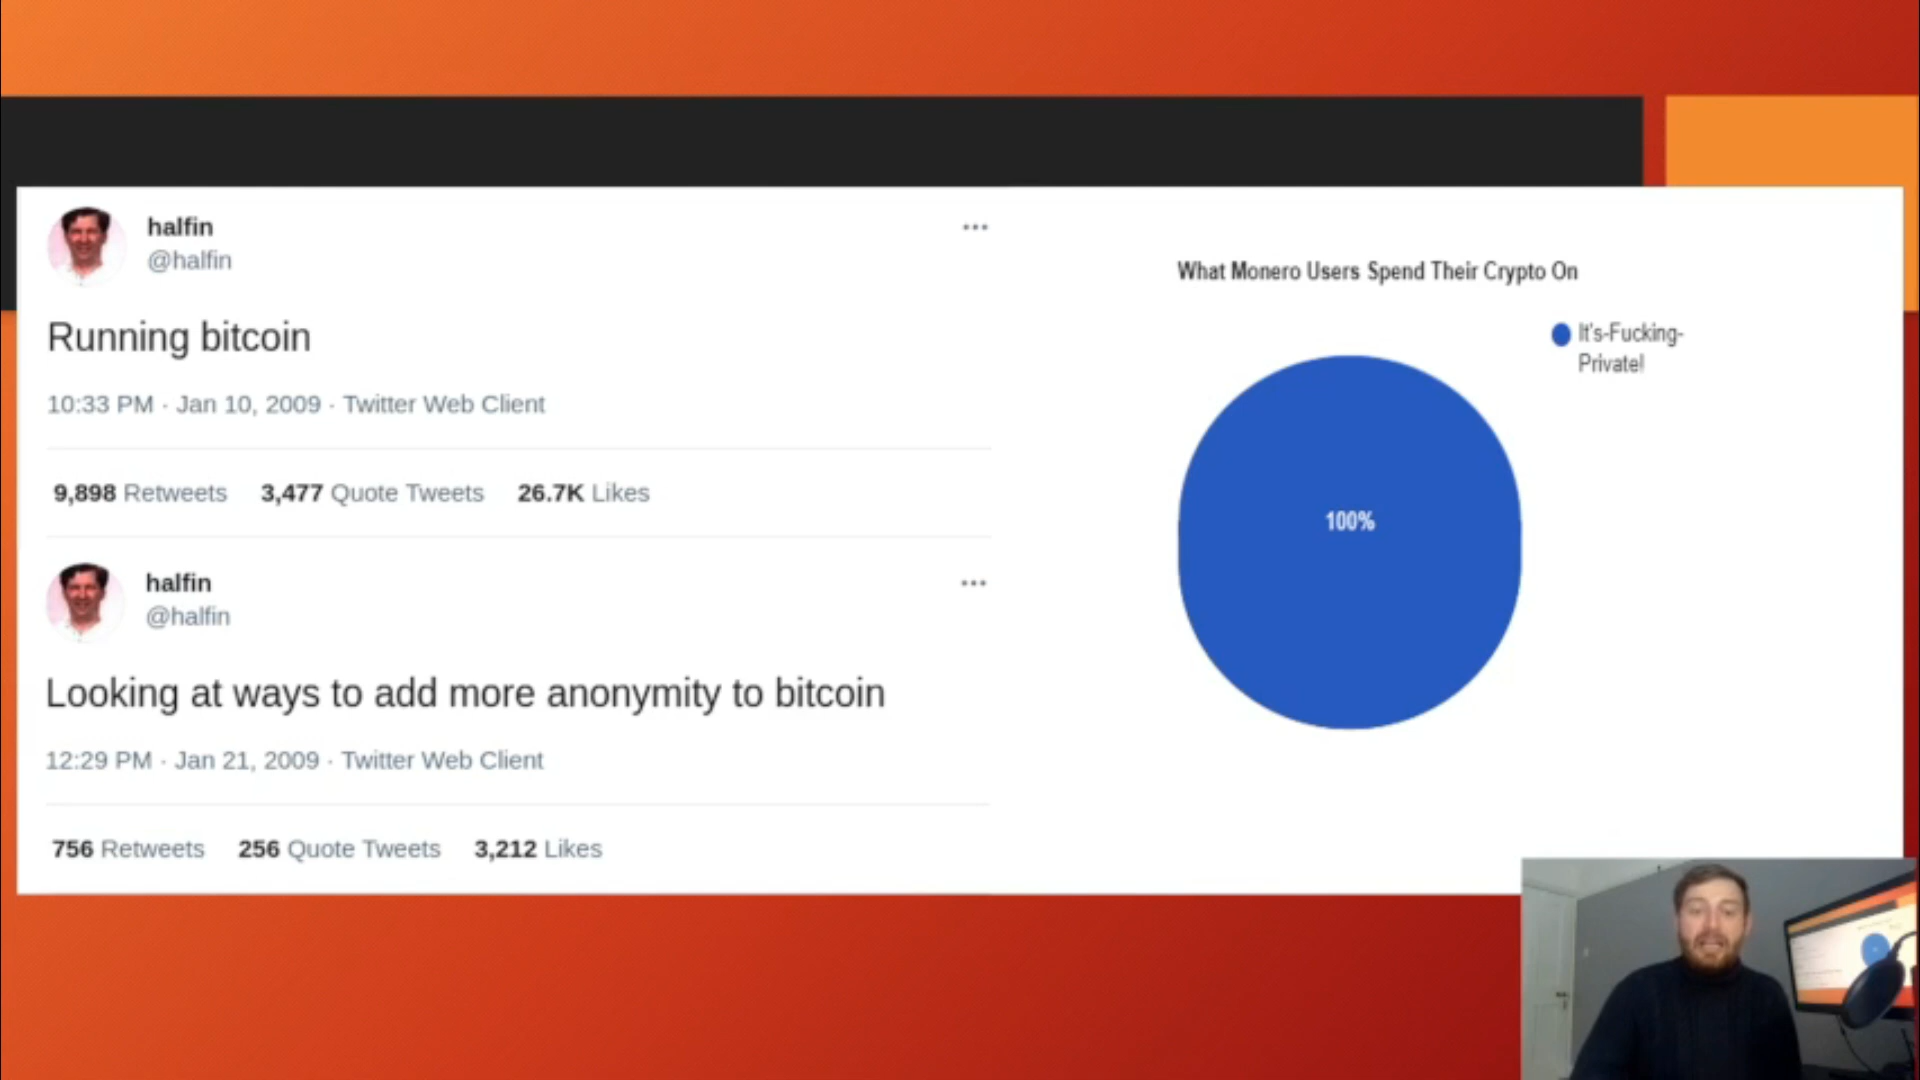 halfin
@halfin
Running bitcoin
10:33 PM · Jan 10, 2009 · Twitter Web Client
9,898 Retweets 3,477 Quote Tweets 26.7K Likes
halfin
@halfin
Looking at ways to add more anonymity to bitcoin
12:29 PM · Jan 21, 2009 · Twitter Web Client
756 Retweets 256 Quote Tweets 3,212 Likes
What Monero Users Spend Their Crypto On
It's-Fucking-
Private!
100%